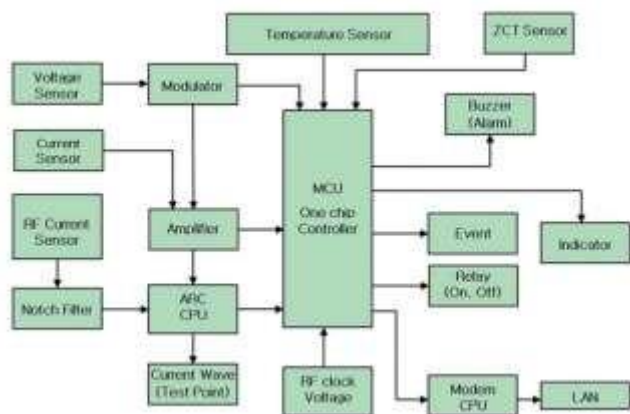 Temperature Sensor
ZCT Sensor
Voltage
Sensor
Modulator
Buzzer
(Alarm)
Current
Sensor
MCU
One chip
Controller
RF Current
Sensor
Amplifier
Event
Indicator
Relay
(On, Off)
Notch Filter
ARC
CPU
Current Wave
(Test Point)
RF clock
Voltage
Modem
CPU
LAN